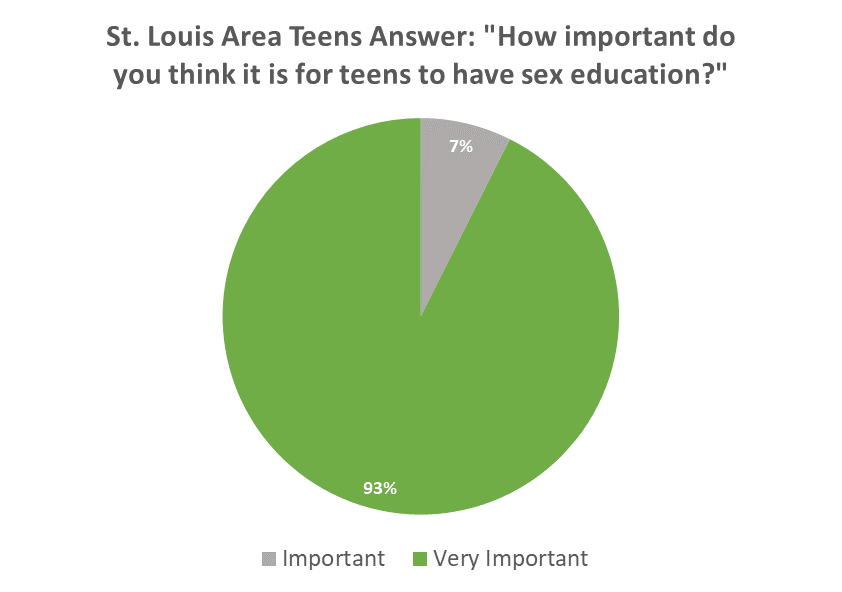 St. Louis Area Teens Answer: "How important do
you think it is for teens to have sex education?"
7%
93%
Important
Very Important